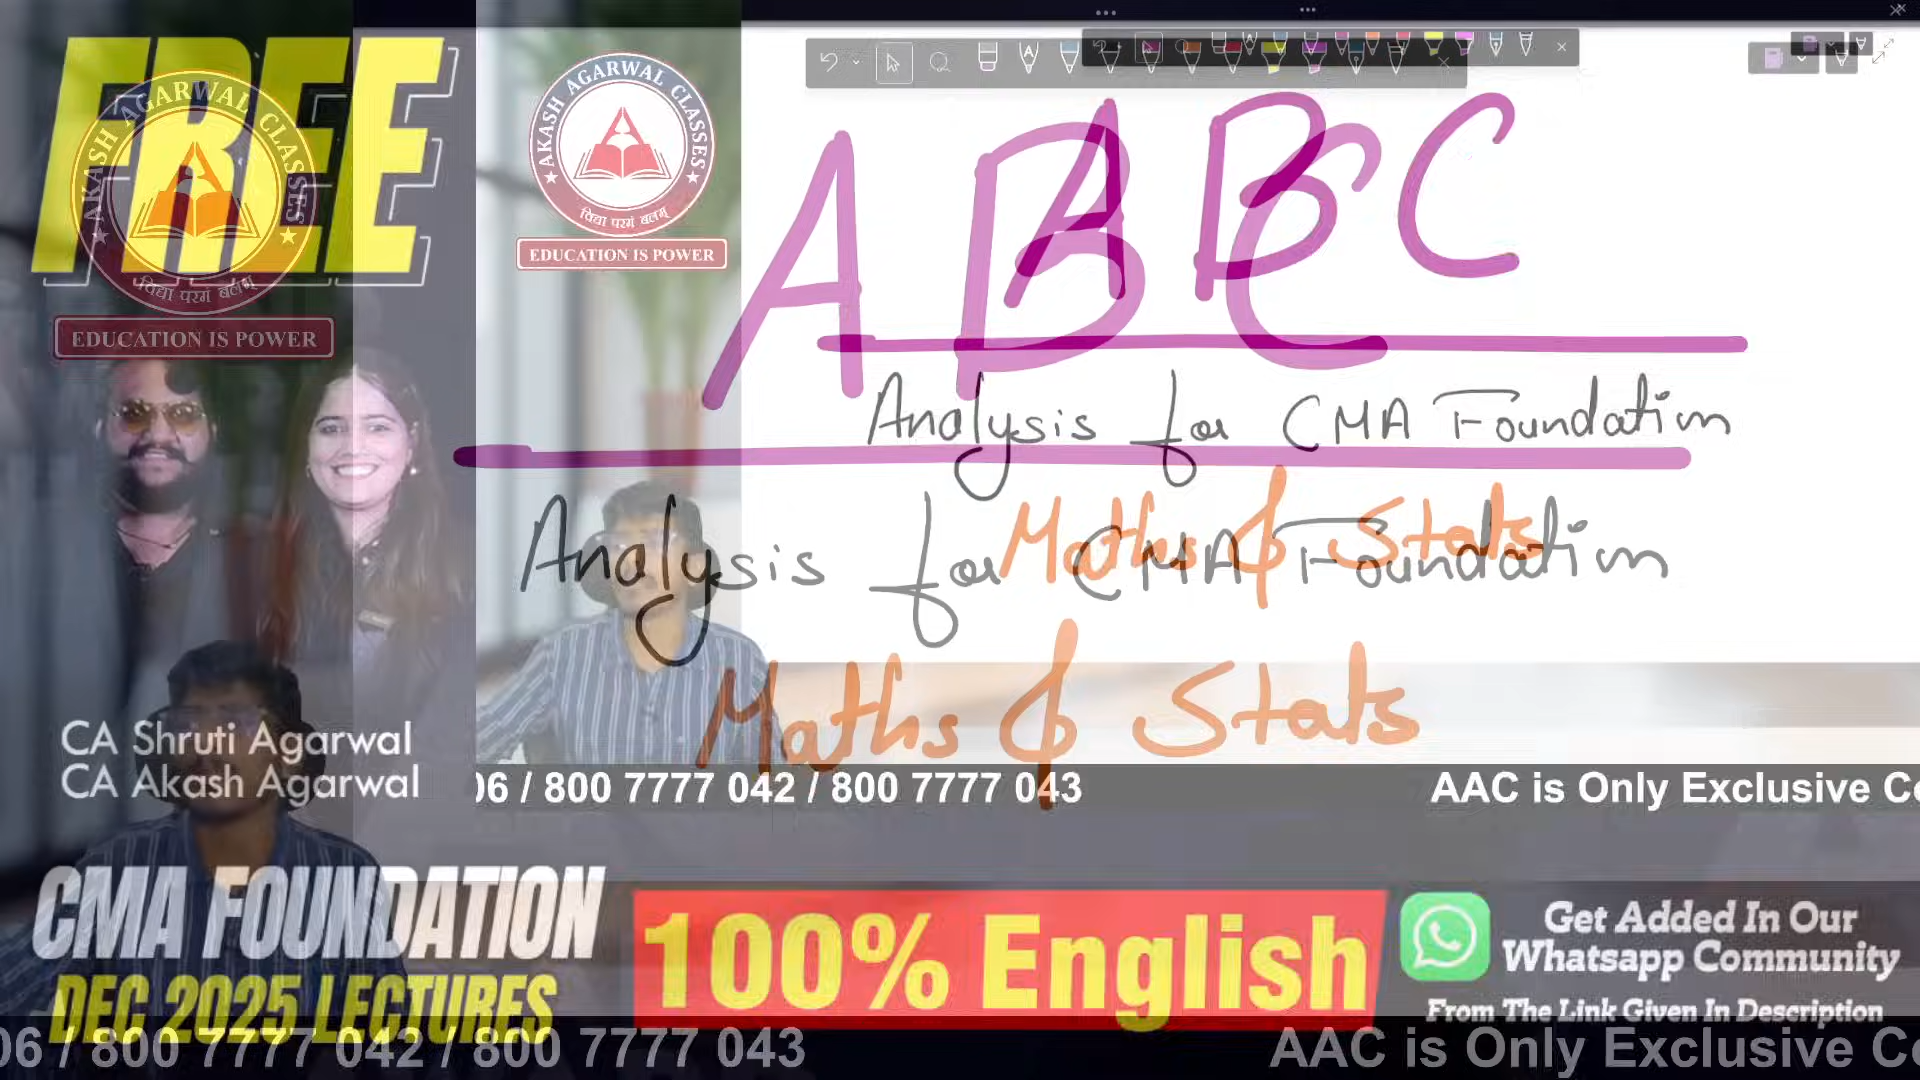 FREE
AKASH AGARWAL CLASSES
विद्या परमं बलम्
EDUCATION IS POWER
AKASH AGARWAL CLASSES
विद्या परमं बलम्
EDUCATION IS POWER
A B C
A B C
Analysis for CMA Foundation
Maths & Stats
Analysis for CMA Foundation
Maths & Stats
CA Shruti Agarwal
CA Akash Agarwal
06 / 800 7777 042 / 800 7777 043
AAC is Only Exclusive
CMA FOUNDATION
DEC 2025 LECTURES
100% English
Get Added In Our
Whatsapp Community
From The Link Given In Description
06 / 800 7777 042 / 800 7777 043
AAC is Only Exclusive